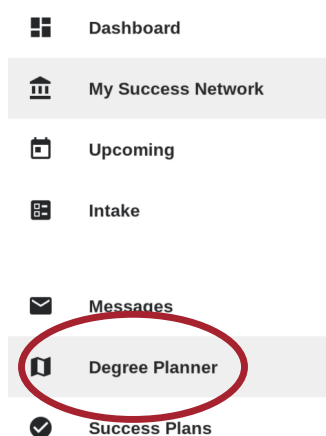 Dashboard
My Success Network
Upcoming
Intake
Messages
Degree Planner
Success Plans